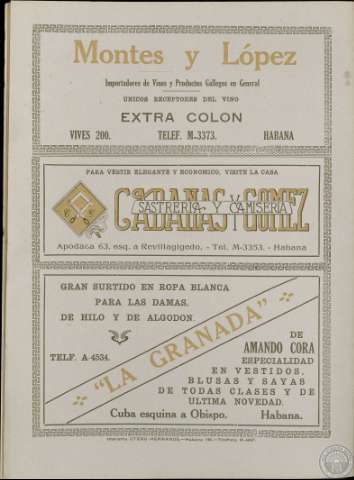 Montes y López
Importadores de Vinos y Productos Gallegos en General
UNICOS RECEPTORES DEL VINO
EXTRA COLON
VIVES 200. TELEF. M-3373. HABANA
PARA VESTIR ELEGANTE Y ECONOMICO, VISITE LA CASA
CABANAS Y GOMEZ
SASTRERIA Y CAMISERIA
Apodaca 63, esq. a Revillagigedo. - Tel. M-3353. - Habana
GRAN SURTIDO EN ROPA BLANCA
PARA LAS DAMAS,
DE HILO Y DE ALGODON.
TELF. A-4534.
"LA GRANADA"
DE
AMANDO CORA
ESPECIALIDAD
EN VESTIDOS,
BLUSAS Y SAYAS
DE TODAS CLASES Y DE
ULTIMA NOVEDAD.
Cuba esquina a Obispo. Habana.